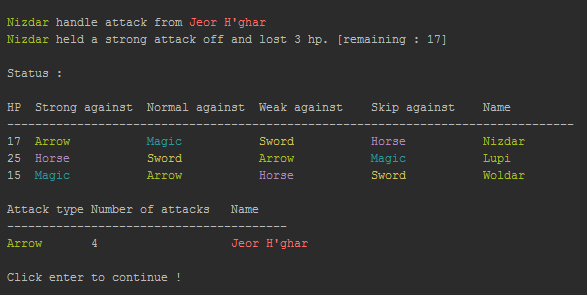 Nizdar handle attack from Jeor H'ghar
Nizdar held a strong attack off and lost 3 hp. [remaining : 17]
Status :
HP Strong against Normal against Weak against Skip against Name
--------------------------------------------------------------------------------
17 Arrow Magic Sword Horse Nizdar
25 Horse Sword Arrow Magic Lupi
15 Magic Arrow Horse Sword Woldar
Attack type Number of attacks Name
----------------------------------------
Arrow 4 Jeor H'ghar
Click enter to continue !